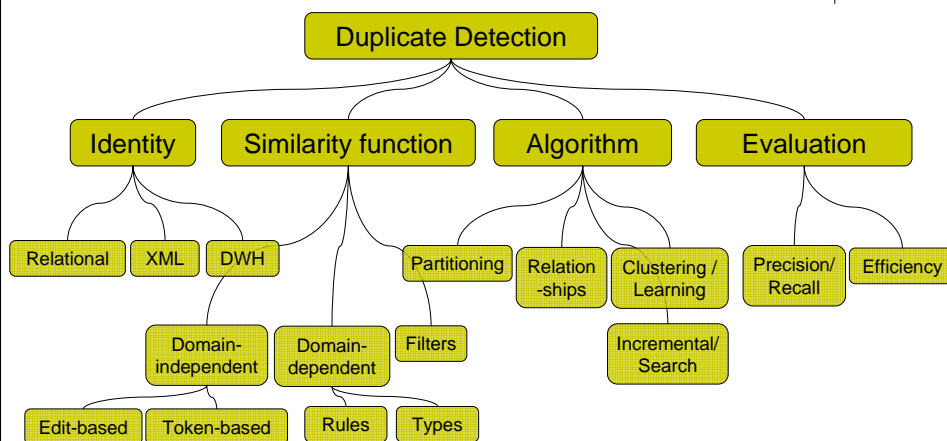 Duplicate Detection
Identity
Similarity function
Algorithm
Evaluation
Relational
XML
DWH
Partitioning
Relation
-ships
Clustering /
Learning
Precision/
Recall
Efficiency
Domain-
independent
Domain-
dependent
Filters
Incremental/
Search
Edit-based
Token-based
Rules
Types